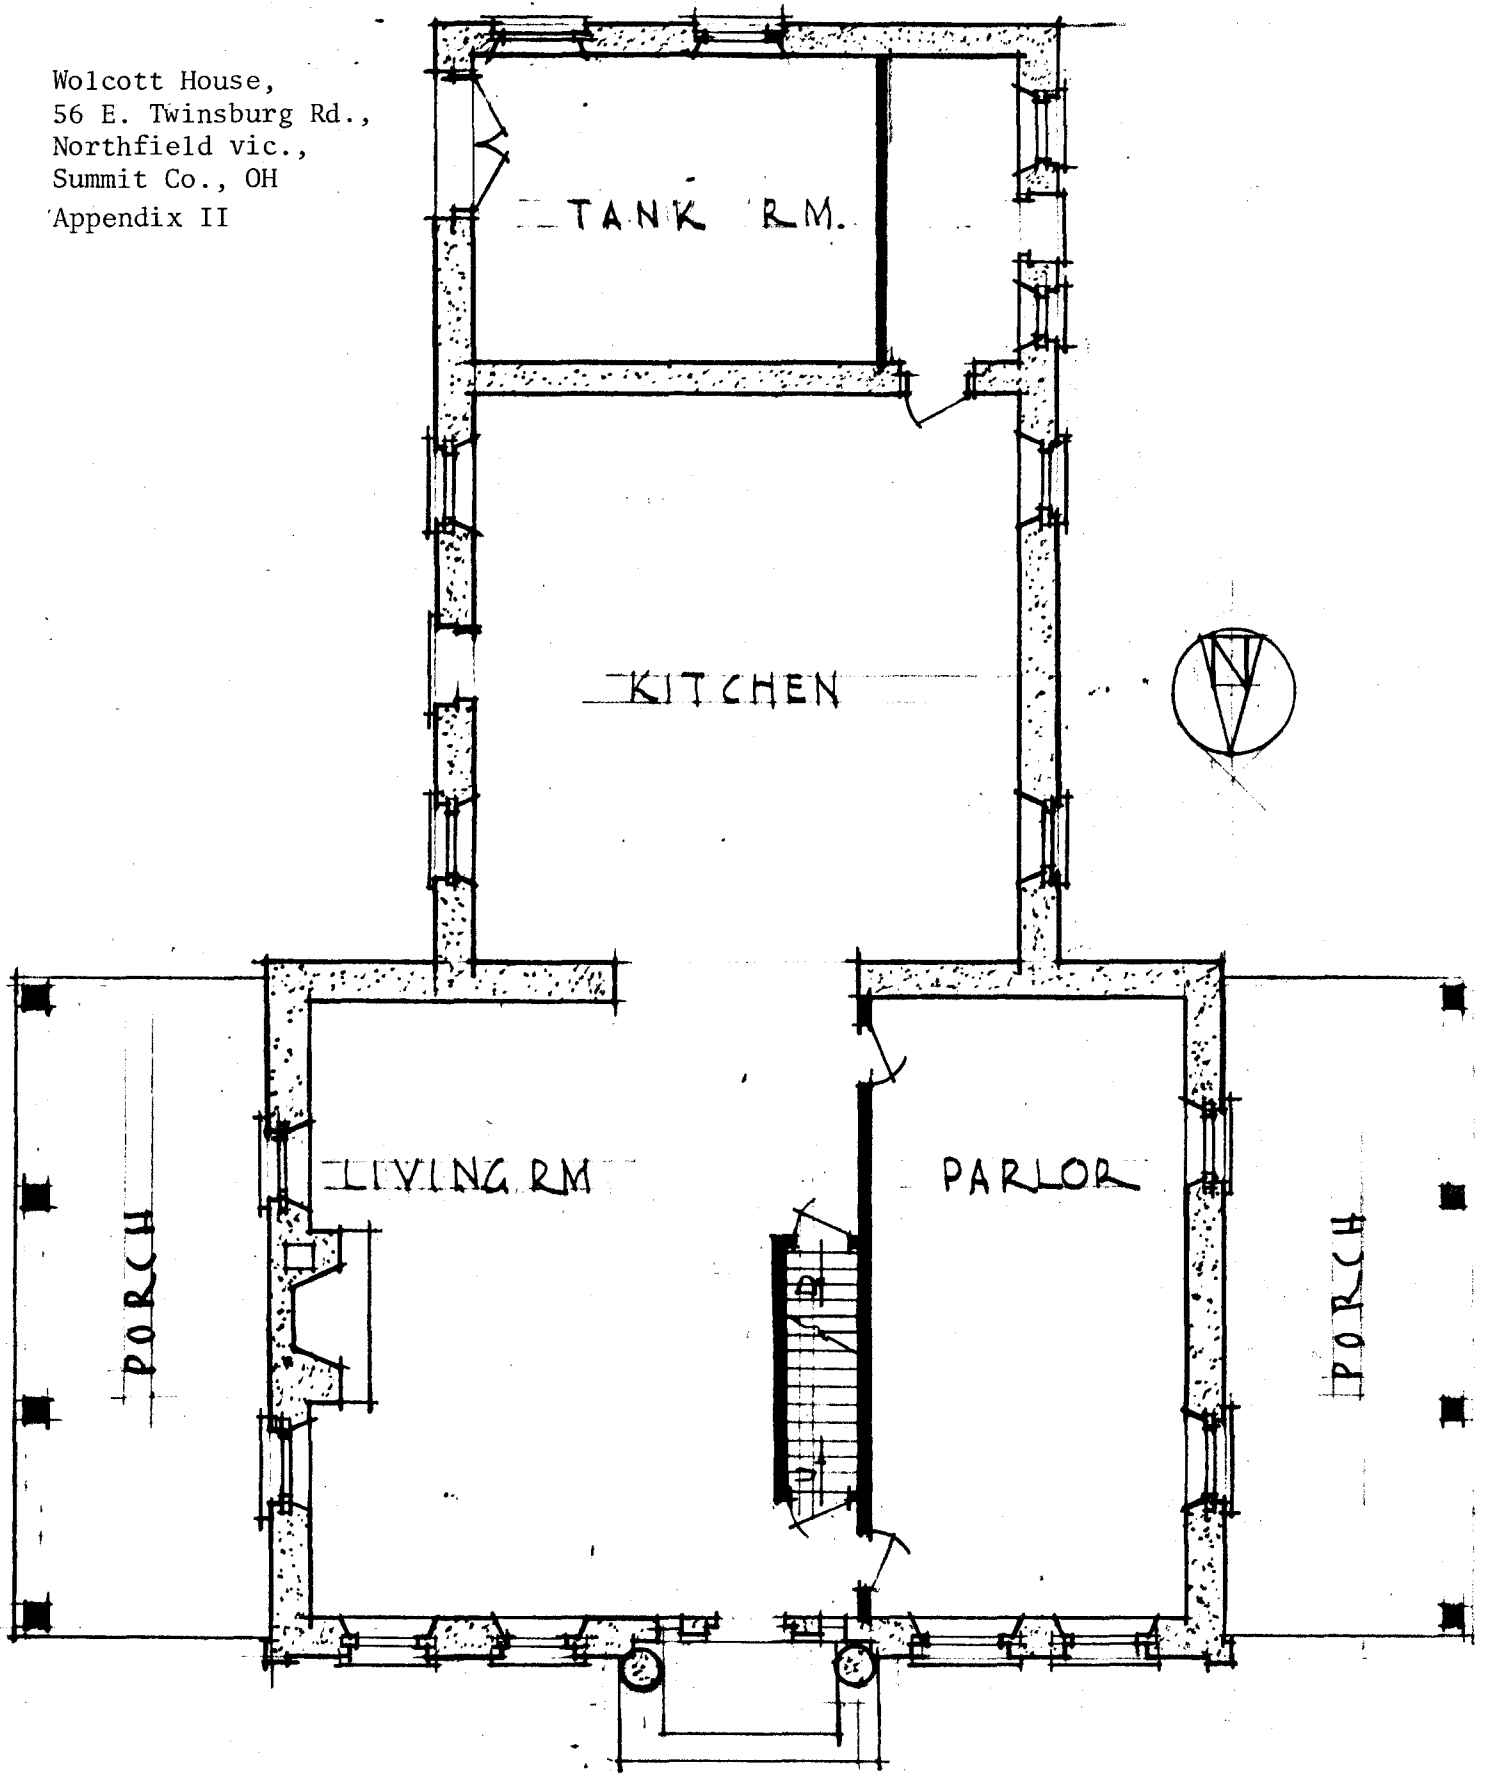 Wolcott House,
56 E. Twinsburg Rd.,
Northfield vic.,
Summit Co., OH
Appendix II
TANK RM.
KITCHEN
N
LIVING RM
PARLOR
PORCH
PORCH
D
U